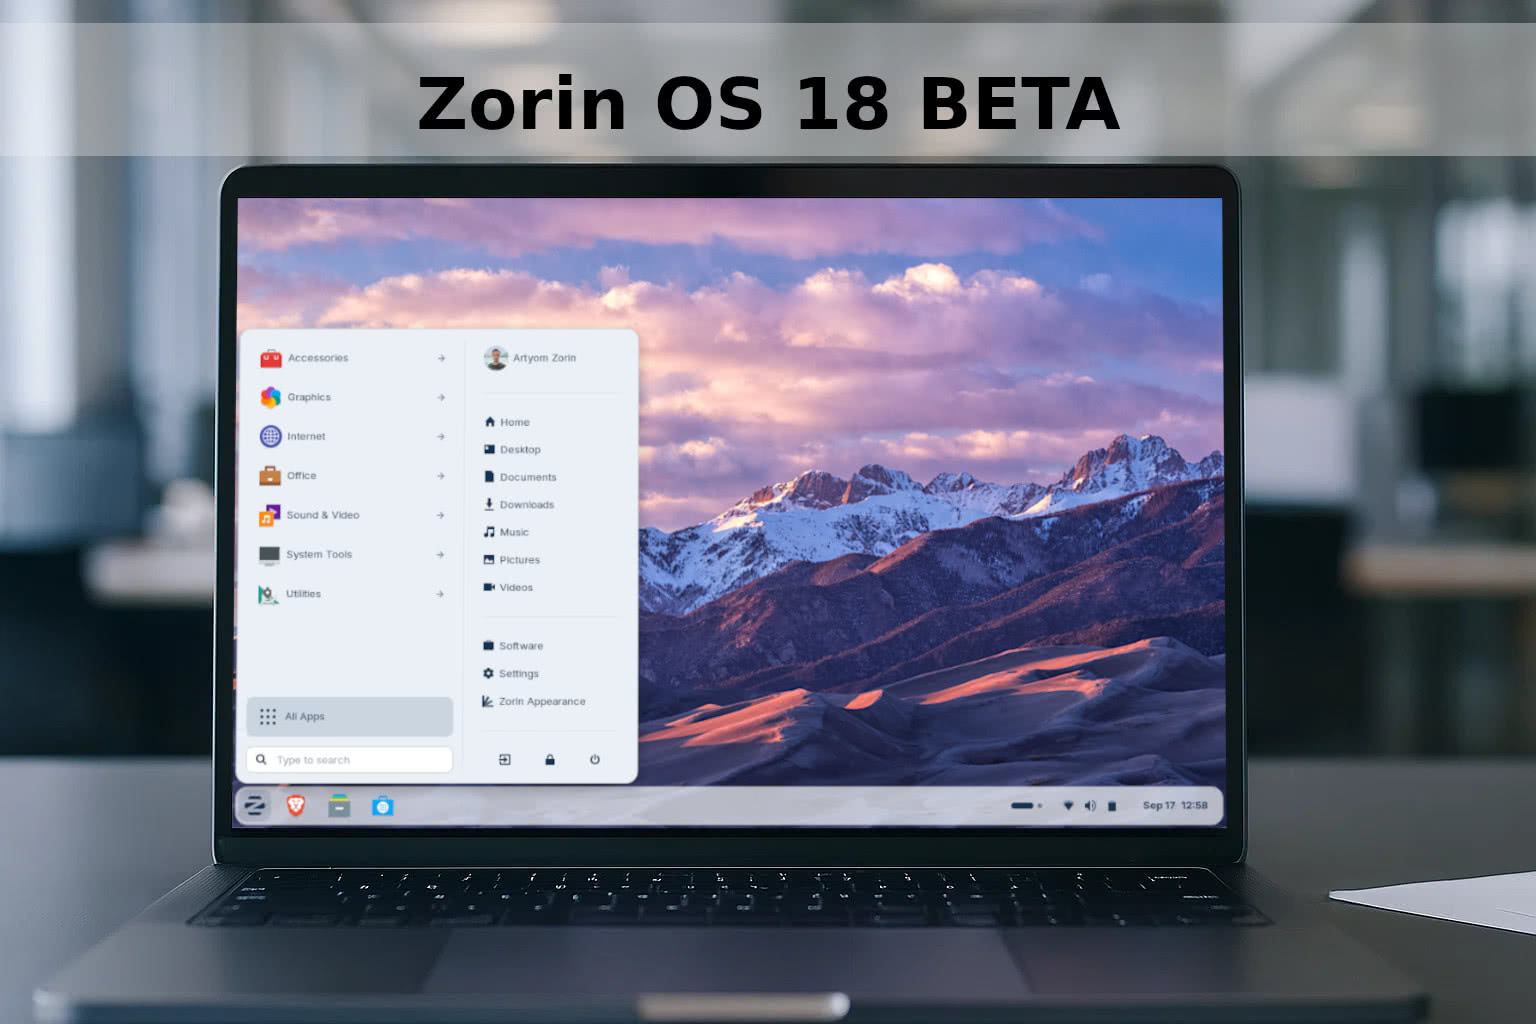 Zorin OS 18 BETA
Accessories
Graphics
Internet
Office
Sound & Video
System Tools
Utilities
All Apps
Type to search
Artyom Zorin
Home
Desktop
Documents
Downloads
Music
Pictures
Videos
Software
Settings
Zorin Appearance
Sep 17 12:58